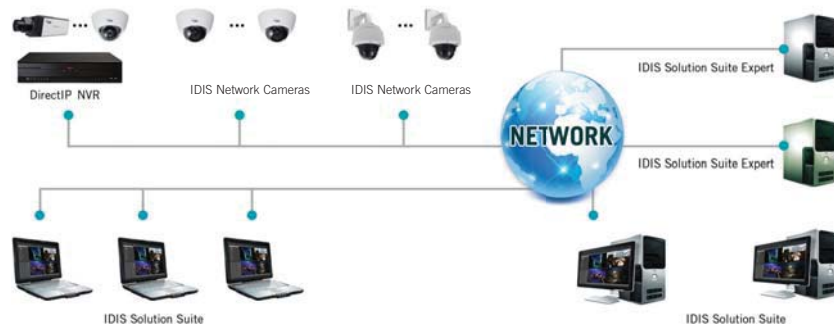 DirectIP NVR
IDIS Network Cameras
IDIS Network Cameras
IDIS Solution Suite Expert
NETWORK
IDIS Solution Suite Expert
IDIS Solution Suite
IDIS Solution Suite